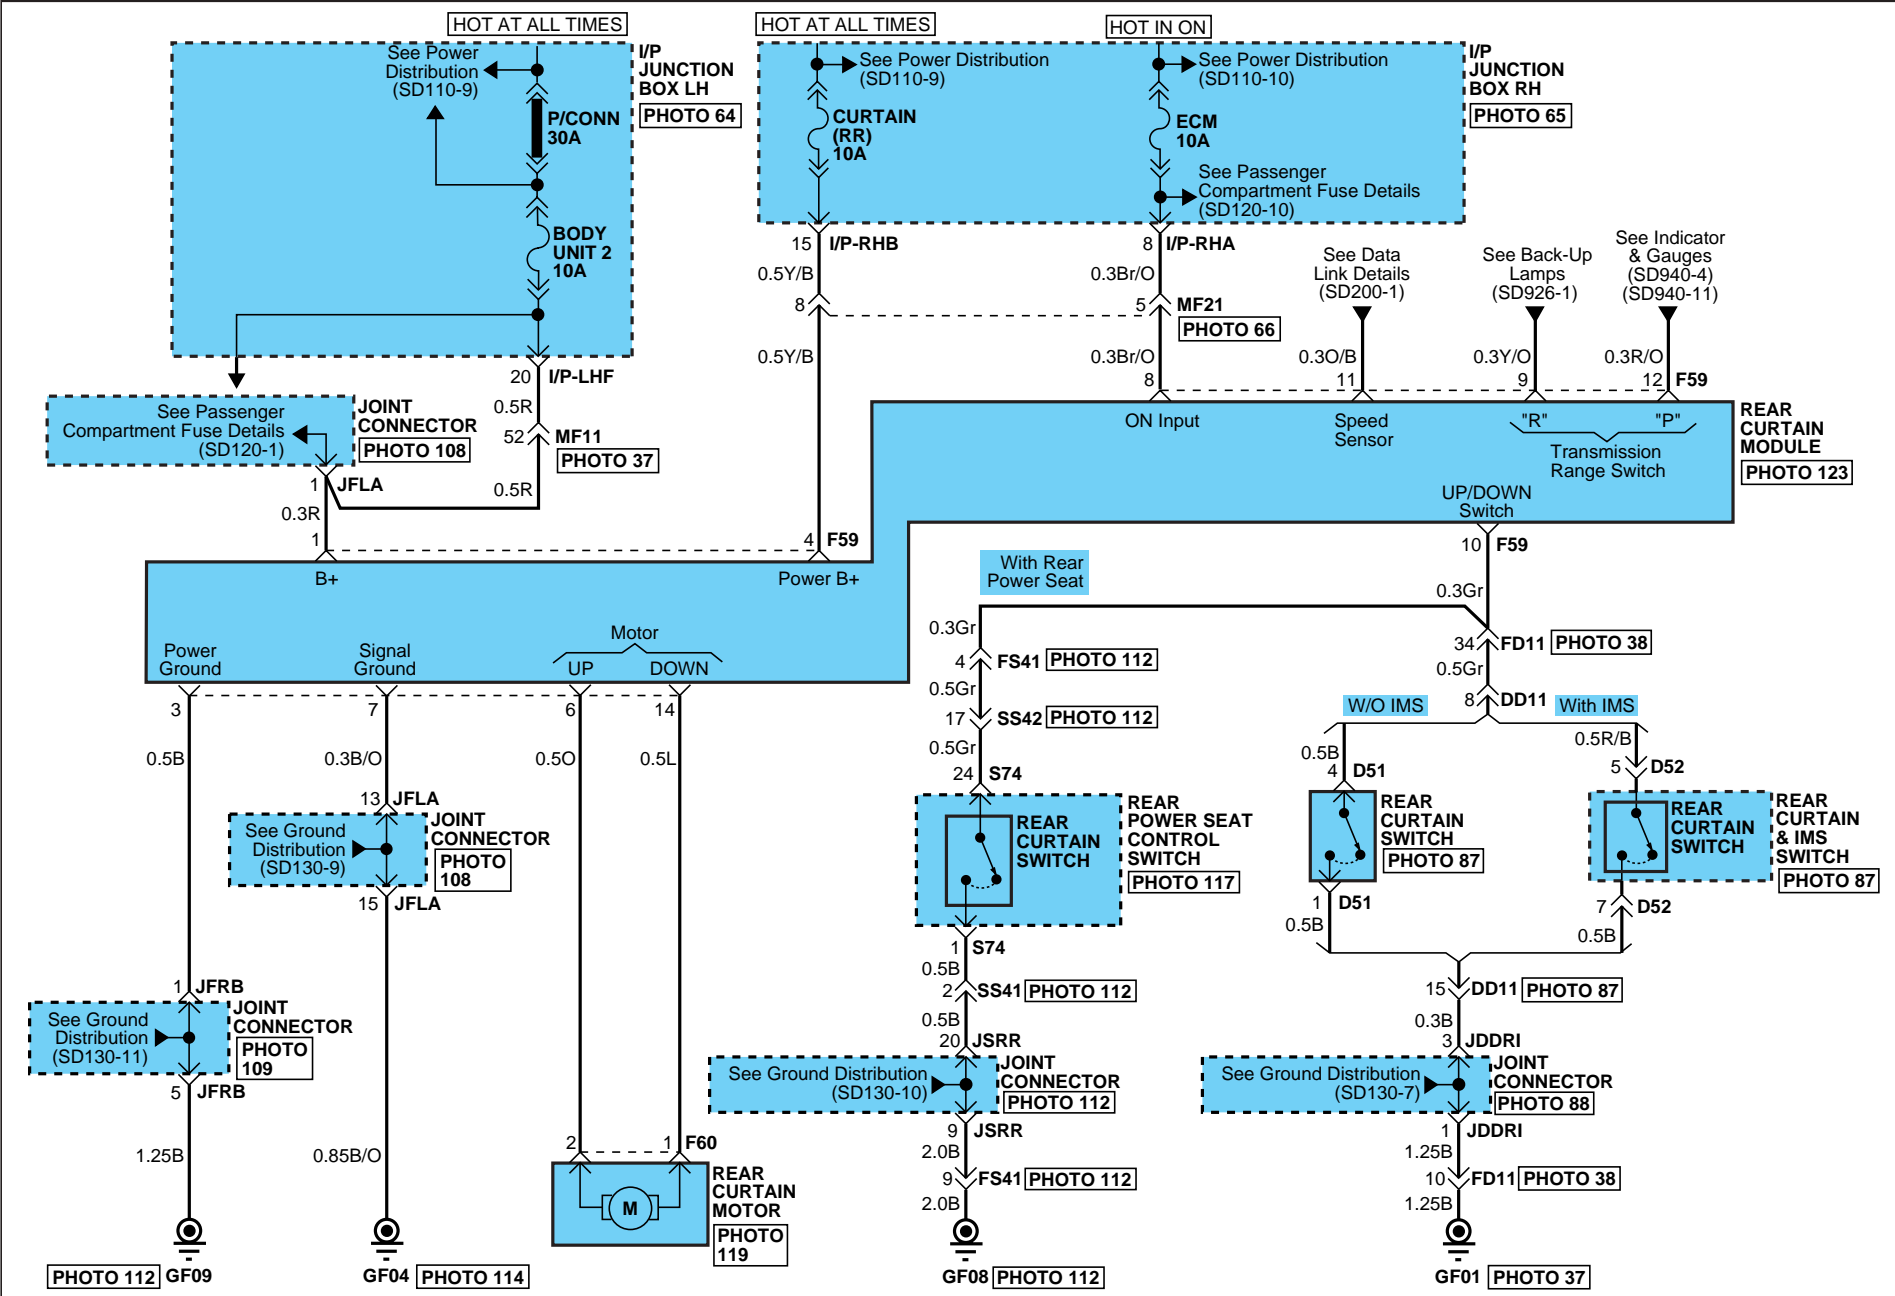 HOT AT ALL TIMES
HOT AT ALL TIMES
HOT IN ON
See Power
Distribution
(SD110-9)
P/CONN
30A
BODY
UNIT 2
10A
I/P
JUNCTION
BOX LH
PHOTO 64
See Power Distribution
(SD110-9)
CURTAIN
(RR)
10A
See Power Distribution
(SD110-10)
ECM
10A
See Passenger
Compartment Fuse Details
(SD120-10)
I/P
JUNCTION
BOX RH
PHOTO 65
15 I/P-RHB
8 I/P-RHA
0.5Y/B
0.3Br/O
8
5 MF21
PHOTO 66
0.5Y/B
0.3Br/O
8
See Data
Link Details
(SD200-1)
0.3O/B
11
See Back-Up
Lamps
(SD926-1)
0.3Y/O
9
See Indicator
& Gauges
(SD940-4)
(SD940-11)
0.3R/O
12 F59
20 I/P-LHF
0.5R
52 MF11
PHOTO 37
0.5R
See Passenger
Compartment Fuse Details
(SD120-1)
JOINT
CONNECTOR
PHOTO 108
1 JFLA
0.3R
1
4 F59
ON Input
Speed
Sensor
"R"
"P"
Transmission
Range Switch
UP/DOWN
Switch
REAR
CURTAIN
MODULE
PHOTO 123
B+
Power B+
Power
Ground
Signal
Ground
Motor
UP
DOWN
10 F59
0.3Gr
With Rear
Power Seat
0.3Gr
4 FS41 PHOTO 112
0.5Gr
17 SS42 PHOTO 112
0.5Gr
24 S74
34 FD11 PHOTO 38
0.5Gr
8 DD11
W/O IMS
With IMS
0.5B
4 D51
0.5R/B
5 D52
3
7
6
14
0.5B
0.3B/O
0.5O
0.5L
13 JFLA
See Ground
Distribution
(SD130-9)
JOINT
CONNECTOR
PHOTO
108
15 JFLA
REAR
CURTAIN
SWITCH
REAR
POWER SEAT
CONTROL
SWITCH
PHOTO 117
REAR
CURTAIN
SWITCH
PHOTO 87
REAR
CURTAIN
SWITCH
REAR
CURTAIN
& IMS
SWITCH
PHOTO 87
1 S74
0.5B
2 SS41 PHOTO 112
0.5B
20 JSRR
1 D51
0.5B
7 D52
0.5B
15 DD11 PHOTO 87
0.3B
3 JDDRI
1 JFRB
See Ground
Distribution
(SD130-11)
JOINT
CONNECTOR
PHOTO
109
5 JFRB
See Ground Distribution
(SD130-10)
JOINT
CONNECTOR
PHOTO 112
See Ground Distribution
(SD130-7)
JOINT
CONNECTOR
PHOTO 88
9 JSRR
2.0B
9 FS41 PHOTO 112
2.0B
1 JDDRI
1.25B
10 FD11 PHOTO 38
1.25B
1.25B
0.85B/O
2
1 F60
M
REAR
CURTAIN
MOTOR
PHOTO
119
PHOTO 112 GF09
GF04 PHOTO 114
GF08 PHOTO 112
GF01 PHOTO 37